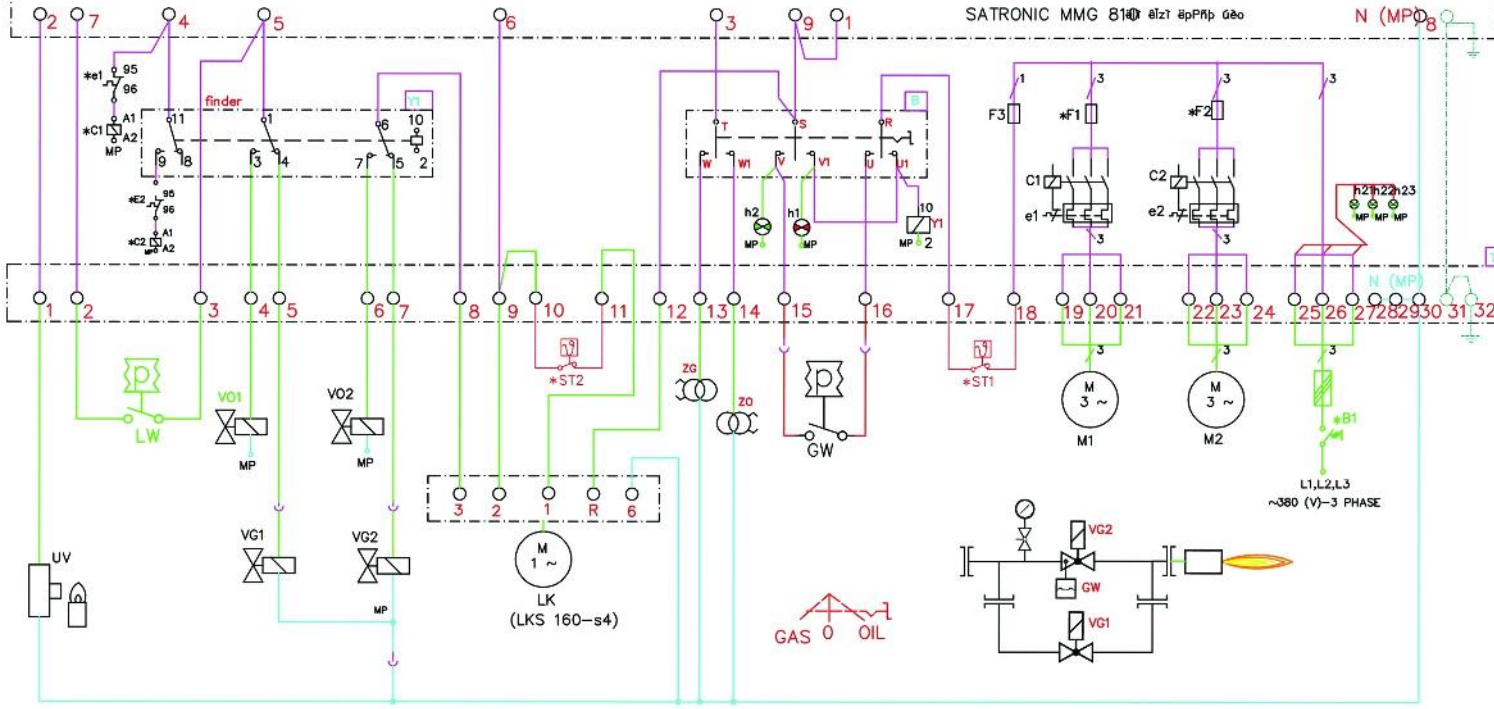 2 7 4 5 6 3 9 1 SATRONIC MMG 810 N (MP) 8
*e1 95
96
*C1 A1
A2
MP
finder Y1
11 1 6 10
9 8 3 4 7 5 2
*E2 95
96
*C2 A1
MP A2
B
T S R
W W1 V V1 U U1
h2 h1 10
Y1
MP MP MP 2
1 3 3 3
F3 *F1 *F2
C1 C2
e1 e2
3 3
h21 h22 h23
MP MP MP
N (MP)
1 2 3 4 5 6 7 8 9 10 11 12 13 14 15 16 17 18 19 20 21 22 23 24 25 26 27 28 29 30 31 32
P
LW
VO1
MP
VO2
MP
*ST2
ZG
ZO
P
GW
*ST1
3 3 3
M
3 ~
M1
M
3 ~
M2
*B1
L1,L2,L3
~380 (V)-3 PHASE
3 2 1 R 6
UV
VG1
VG2
MP
M
1 ~
LK
(LKS 160-s4)
GAS 0 OIL
VG2
GW
VG1